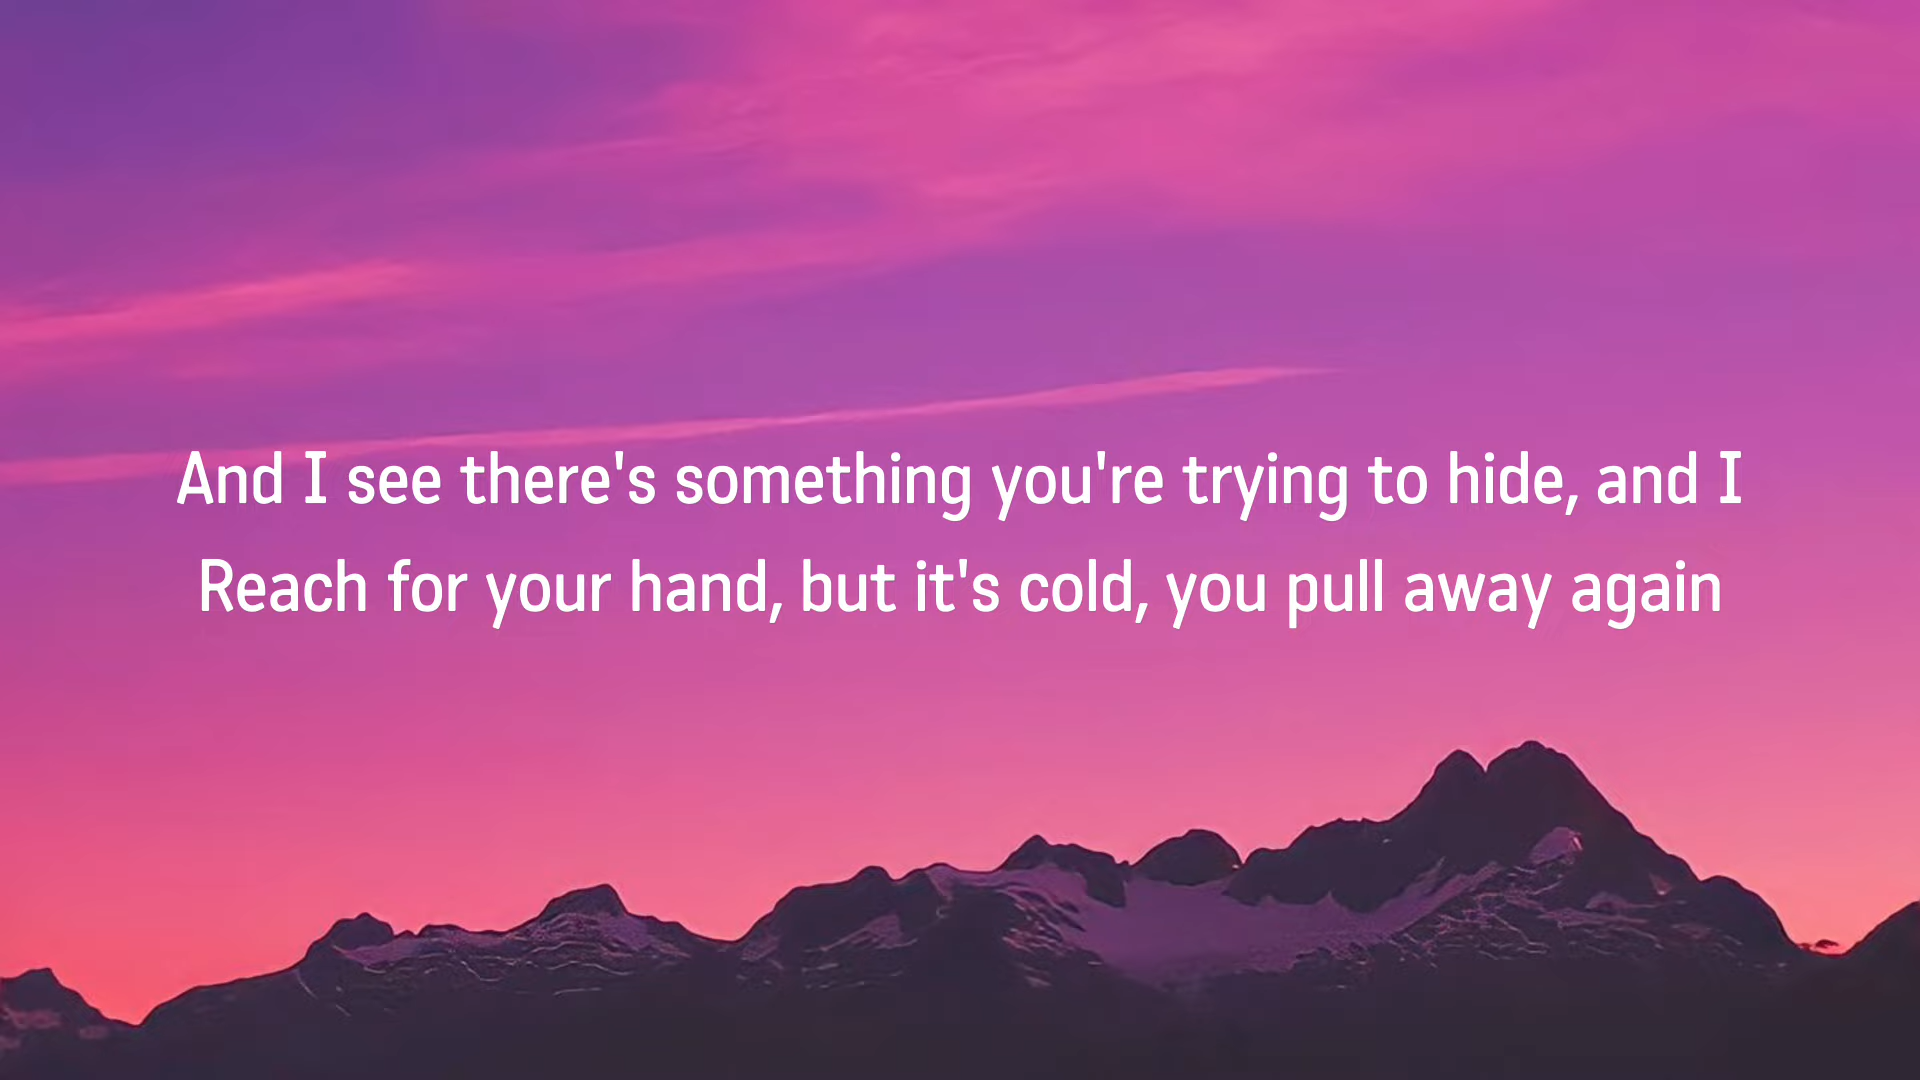 And I see there's something you're trying to hide, and I
Reach for your hand, but it's cold, you pull away again